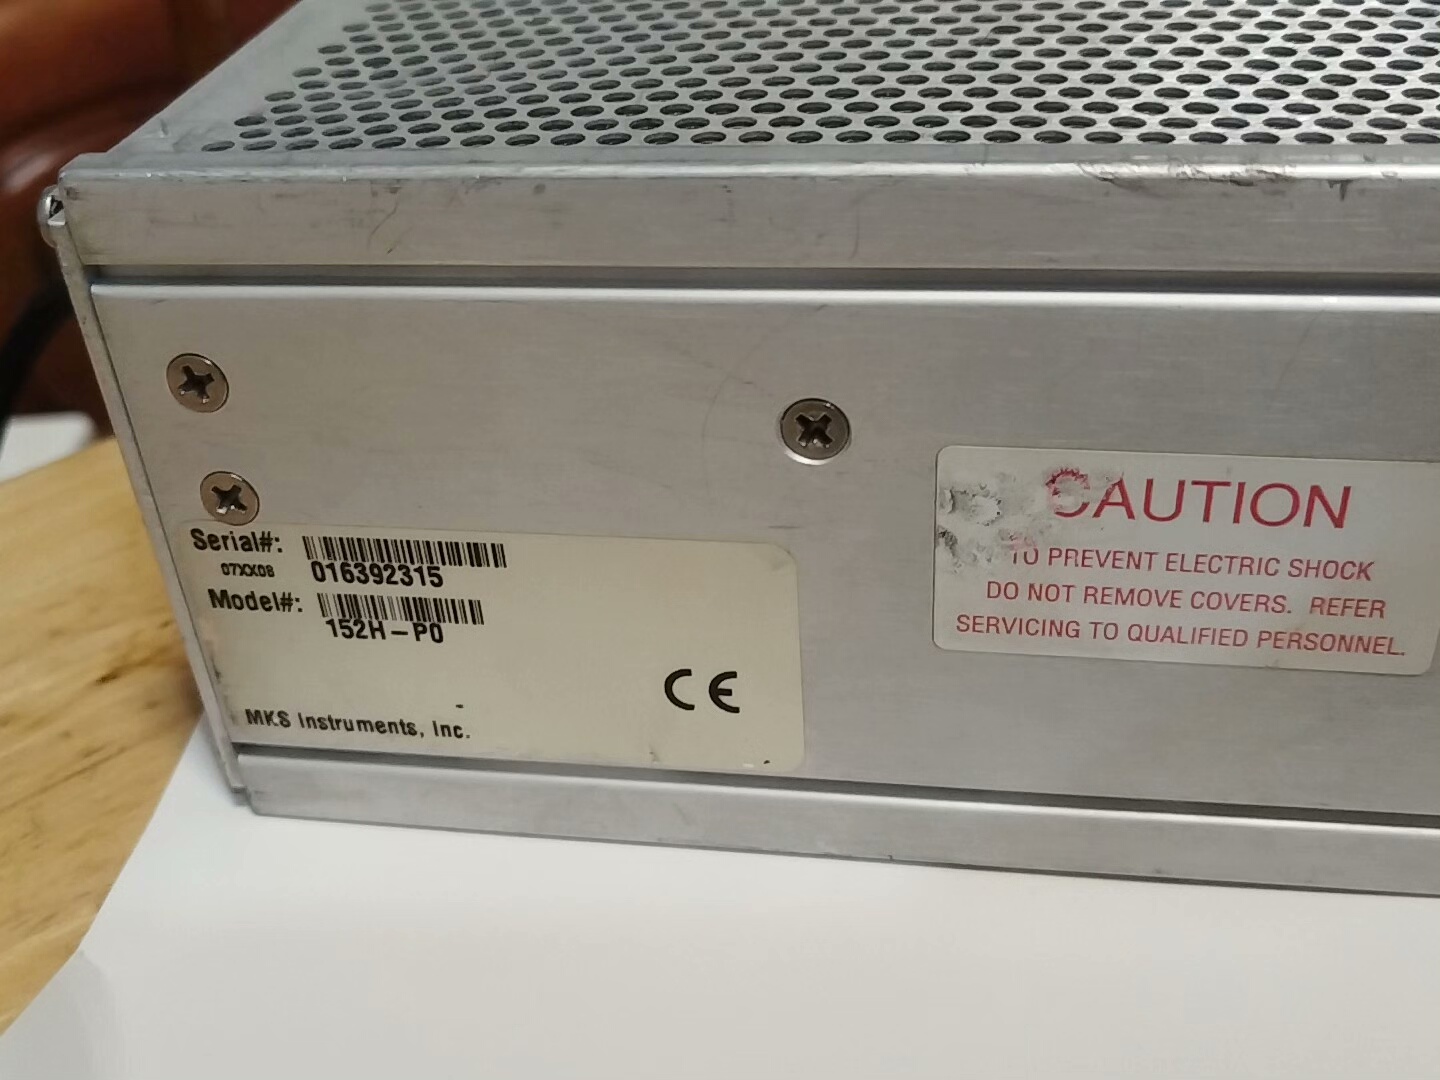 Serial#:
07XX08
016392315
Model#:
152H-P0
CE
MKS Instruments, Inc.
CAUTION
TO PREVENT ELECTRIC SHOCK
DO NOT REMOVE COVERS. REFER
SERVICING TO QUALIFIED PERSONNEL.